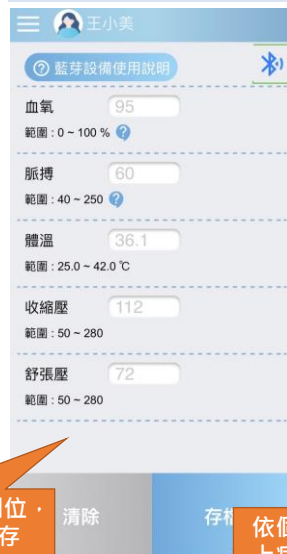 王小美
藍芽設備使用說明
血氧 95
範圍 : 0 ~ 100 %
脈搏 60
範圍 : 40 ~ 250
體溫 36.1
範圍 : 25.0 ~ 42.0 ℃
收縮壓 112
範圍 : 50 ~ 280
舒張壓 72
範圍 : 50 ~ 280
位，
存
清除
存
依